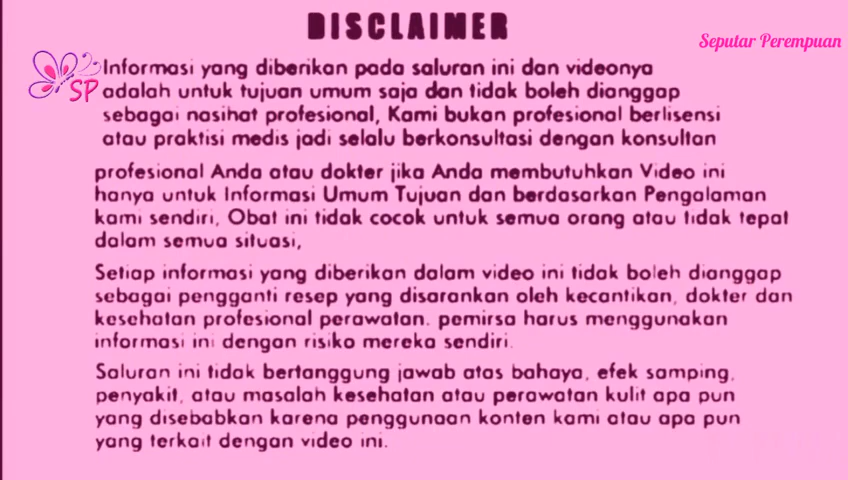 DISCLAIMER
Seputar Perempuan
SP
Informasi yang diberikan pada saluran ini dan videonya
adalah untuk tujuan umum saja dan tidak boleh dianggap
sebagai nasihat profesional, Kami bukan profesional berlisensi
atau praktisi medis jadi selalu berkonsultasi dengan konsultan
profesional Anda atau dokter jika Anda membutuhkan Video ini
hanya untuk Informasi Umum Tujuan dan berdasarkan Pengalaman
kami sendiri, Obat ini tidak cocok untuk semua orang atau tidak tepat
dalam semua situasi,
Setiap informasi yang diberikan dalam video ini tidak boleh dianggap
sebagai pengganti resep yang disarankan oleh kecantikan, dokter dan
kesehatan profesional perawatan. pemirsa harus menggunakan
informasi ini dengan risiko mereka sendiri.
Saluran ini tidak bertanggung jawab atas bahaya, efek samping,
penyakit, atau masalah kesehatan atau perawatan kulit apa pun
yang disebabkan karena penggunaan konten kami atau apa pun
yang terkait dengan video ini.